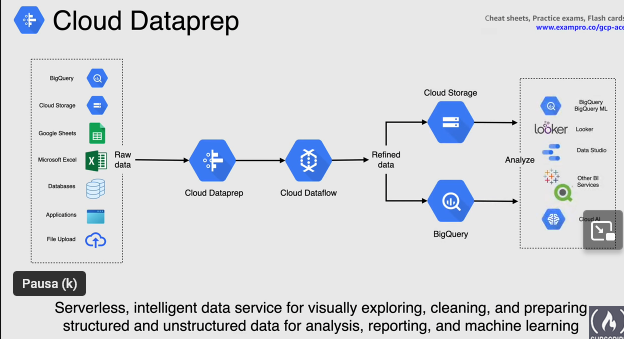 Cloud Dataprep
Cheat sheets, Practice exams, Flash cards
www.exampro.co/gcp-ace
BigQuery
Cloud Storage
Google Sheets
Microsoft Excel
Databases
Applications
File Upload
Raw
data
Cloud Dataprep
Cloud Dataflow
Refined
data
Cloud Storage
BigQuery
Analyze
BigQuery
BigQuery ML
looker
Looker
Data Studio
Other BI
Services
Cloud AI
Pausa (k)
Serverless, intelligent data service for visually exploring, cleaning, and preparing
structured and unstructured data for analysis, reporting, and machine learning